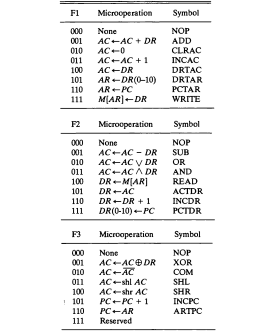 F1 Microoperation Symbol
000 None NOP
001 AC←AC + DR ADD
010 AC←0 CLRAC
011 AC←AC + 1 INCAC
100 AC←DR DRTAC
101 AR←DR(0–10) DRTAR
110 AR←PC PCTAR
111 M[AR]←DR WRITE
F2 Microoperation Symbol
000 None NOP
001 AC←AC − DR SUB
010 AC←AC ∨ DR OR
011 AC←AC ∧ DR AND
100 DR←M[AR] READ
101 DR←AC ACTDR
110 DR←DR + 1 INCDR
111 DR(0-10)←PC PCTDR
F3 Microoperation Symbol
000 None NOP
001 AC←AC⊕DR XOR
010 AC←A̅C̅ COM
011 AC←shl AC SHL
100 AC←shr AC SHR
101 PC←PC + 1 INCPC
110 PC←AR ARTPC
111 Reserved